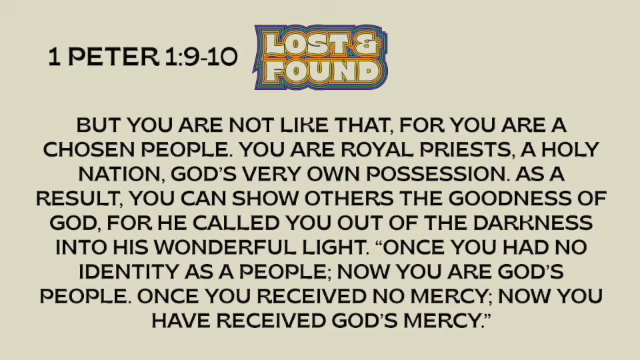 1 PETER 1:9-10
LOST &
FOUND
BUT YOU ARE NOT LIKE THAT, FOR YOU ARE A
CHOSEN PEOPLE. YOU ARE ROYAL PRIESTS, A HOLY
NATION, GOD'S VERY OWN POSSESSION. AS A
RESULT, YOU CAN SHOW OTHERS THE GOODNESS OF
GOD, FOR HE CALLED YOU OUT OF THE DARKNESS
INTO HIS WONDERFUL LIGHT. “ONCE YOU HAD NO
IDENTITY AS A PEOPLE; NOW YOU ARE GOD'S
PEOPLE. ONCE YOU RECEIVED NO MERCY; NOW YOU
HAVE RECEIVED GOD'S MERCY.”